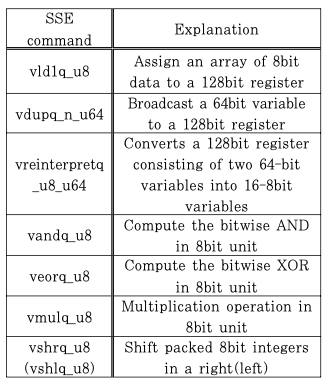 SSE
command
Explanation
vld1q_u8
Assign an array of 8bit
data to a 128bit register
vdupq_n_u64
Broadcast a 64bit variable
to a 128bit register
vreinterpretq
_u8_u64
Converts a 128bit register
consisting of two 64-bit
variables into 16-8bit
variables
vandq_u8
Compute the bitwise AND
in 8bit unit
veorq_u8
Compute the bitwise XOR
in 8bit unit
vmulq_u8
Multiplication operation in
8bit unit
vshrq_u8
(vshlq_u8)
Shift packed 8bit integers
in a right(left)